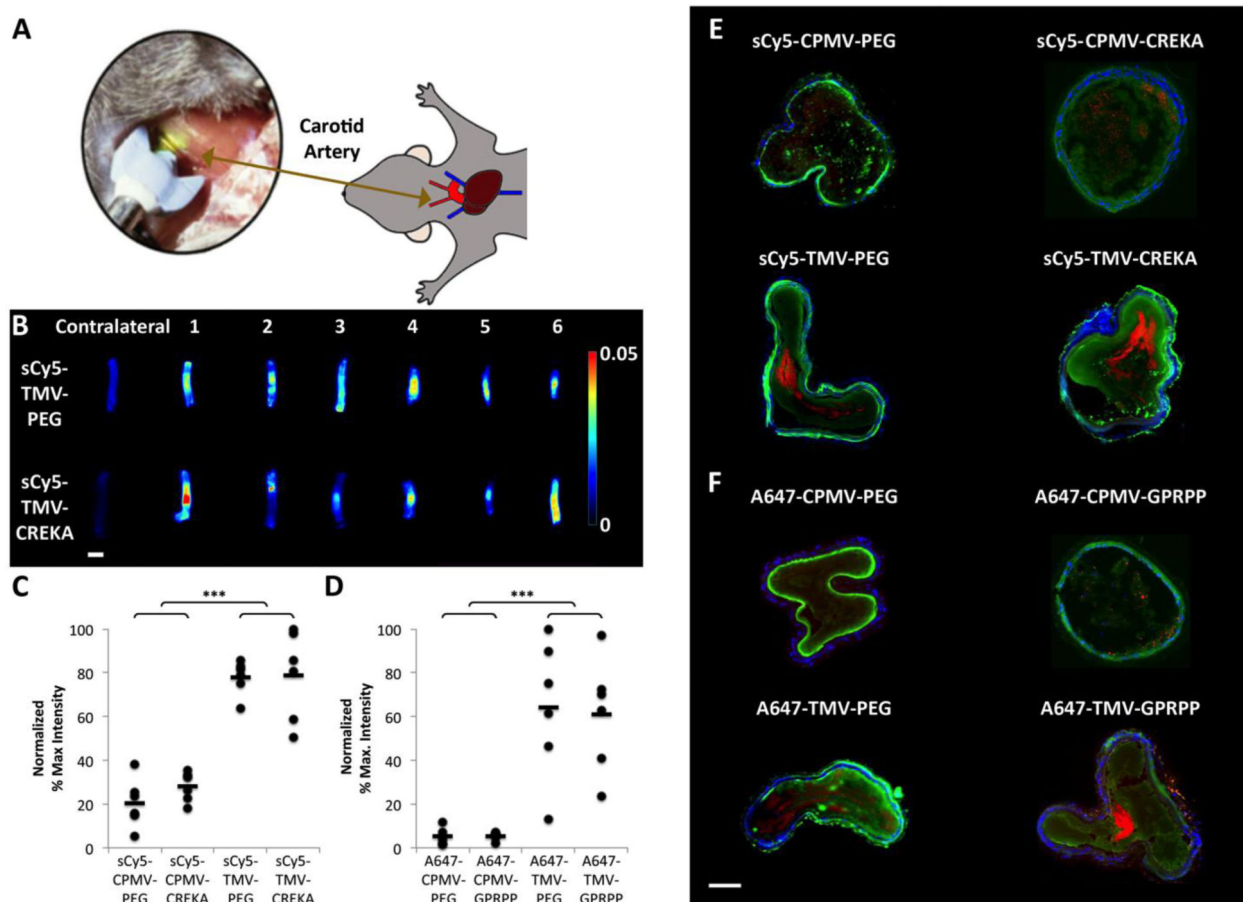 A
Carotid
Artery
B
Contralateral 1 2 3 4 5 6
sCy5-
TMV-
PEG
sCy5-
TMV-
CREKA
0.05
0
C
***
100
80
60
40
20
0
Normalized
% Max Intensity
sCy5-
CPMV-
PEG
sCy5-
CPMV-
CREKA
sCy5-
TMV-
PEG
sCy5-
TMV-
CREKA
D
***
100
80
60
40
20
0
Normalized
% Max. Intensity
A647-
CPMV-
PEG
A647-
CPMV-
GPRPP
A647-
TMV-
PEG
A647-
TMV-
GPRPP
E
sCy5-CPMV-PEG
sCy5-CPMV-CREKA
sCy5-TMV-PEG
sCy5-TMV-CREKA
F
A647-CPMV-PEG
A647-CPMV-GPRPP
A647-TMV-PEG
A647-TMV-GPRPP